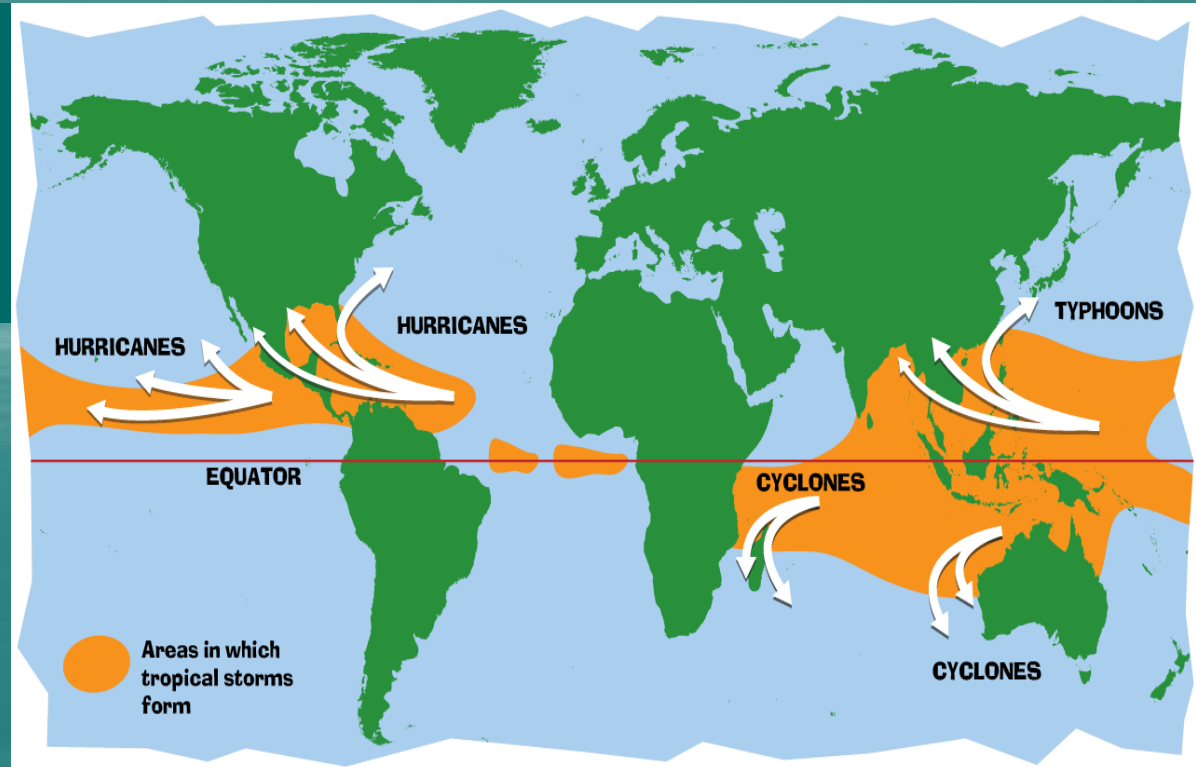 HURRICANES
HURRICANES
TYPHOONS
EQUATOR
CYCLONES
CYCLONES
Areas in which
tropical storms
form